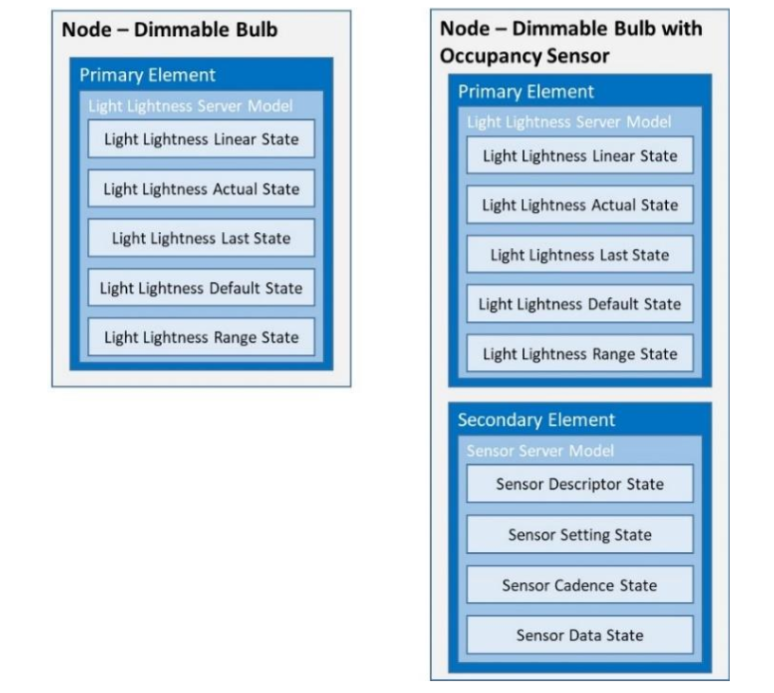 Node – Dimmable Bulb
Primary Element
Light Lightness Server Model
Light Lightness Linear State
Light Lightness Actual State
Light Lightness Last State
Light Lightness Default State
Light Lightness Range State
Node – Dimmable Bulb with
Occupancy Sensor
Primary Element
Light Lightness Server Model
Light Lightness Linear State
Light Lightness Actual State
Light Lightness Last State
Light Lightness Default State
Light Lightness Range State
Secondary Element
Sensor Server Model
Sensor Descriptor State
Sensor Setting State
Sensor Cadence State
Sensor Data State